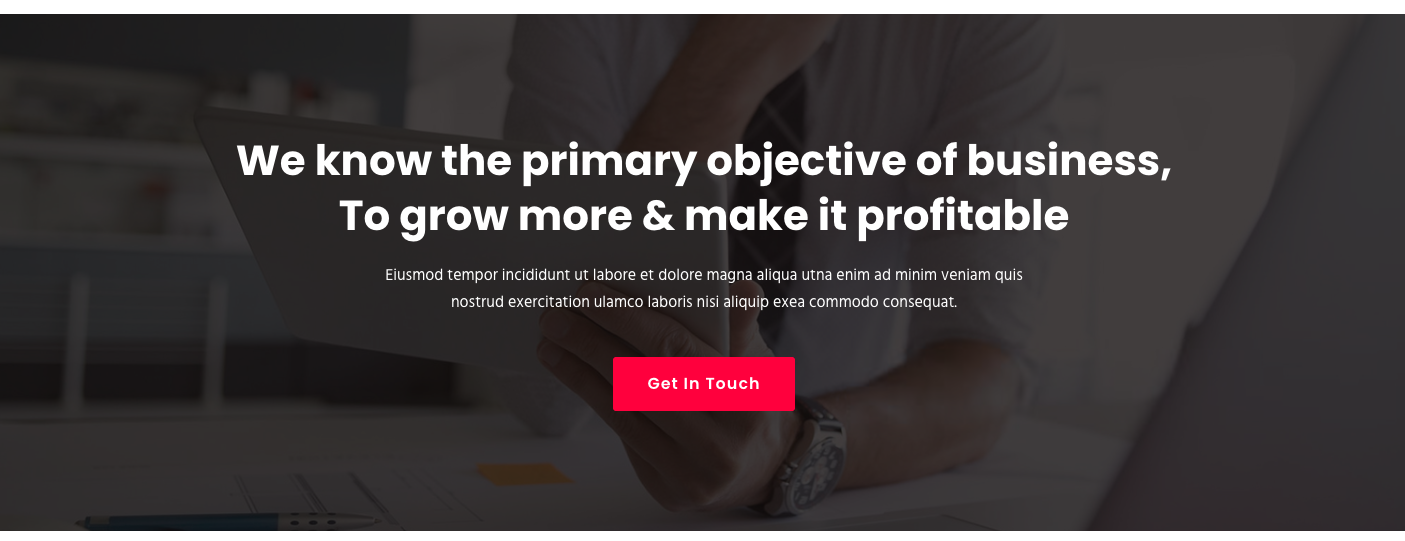 We know the primary objective of business,
To grow more & make it profitable
Eiusmod tempor incididunt ut labore et dolore magna aliqua utna enim ad minim veniam quis
nostrud exercitation ulamco laboris nisi aliquip exea commodo consequat.
Get In Touch